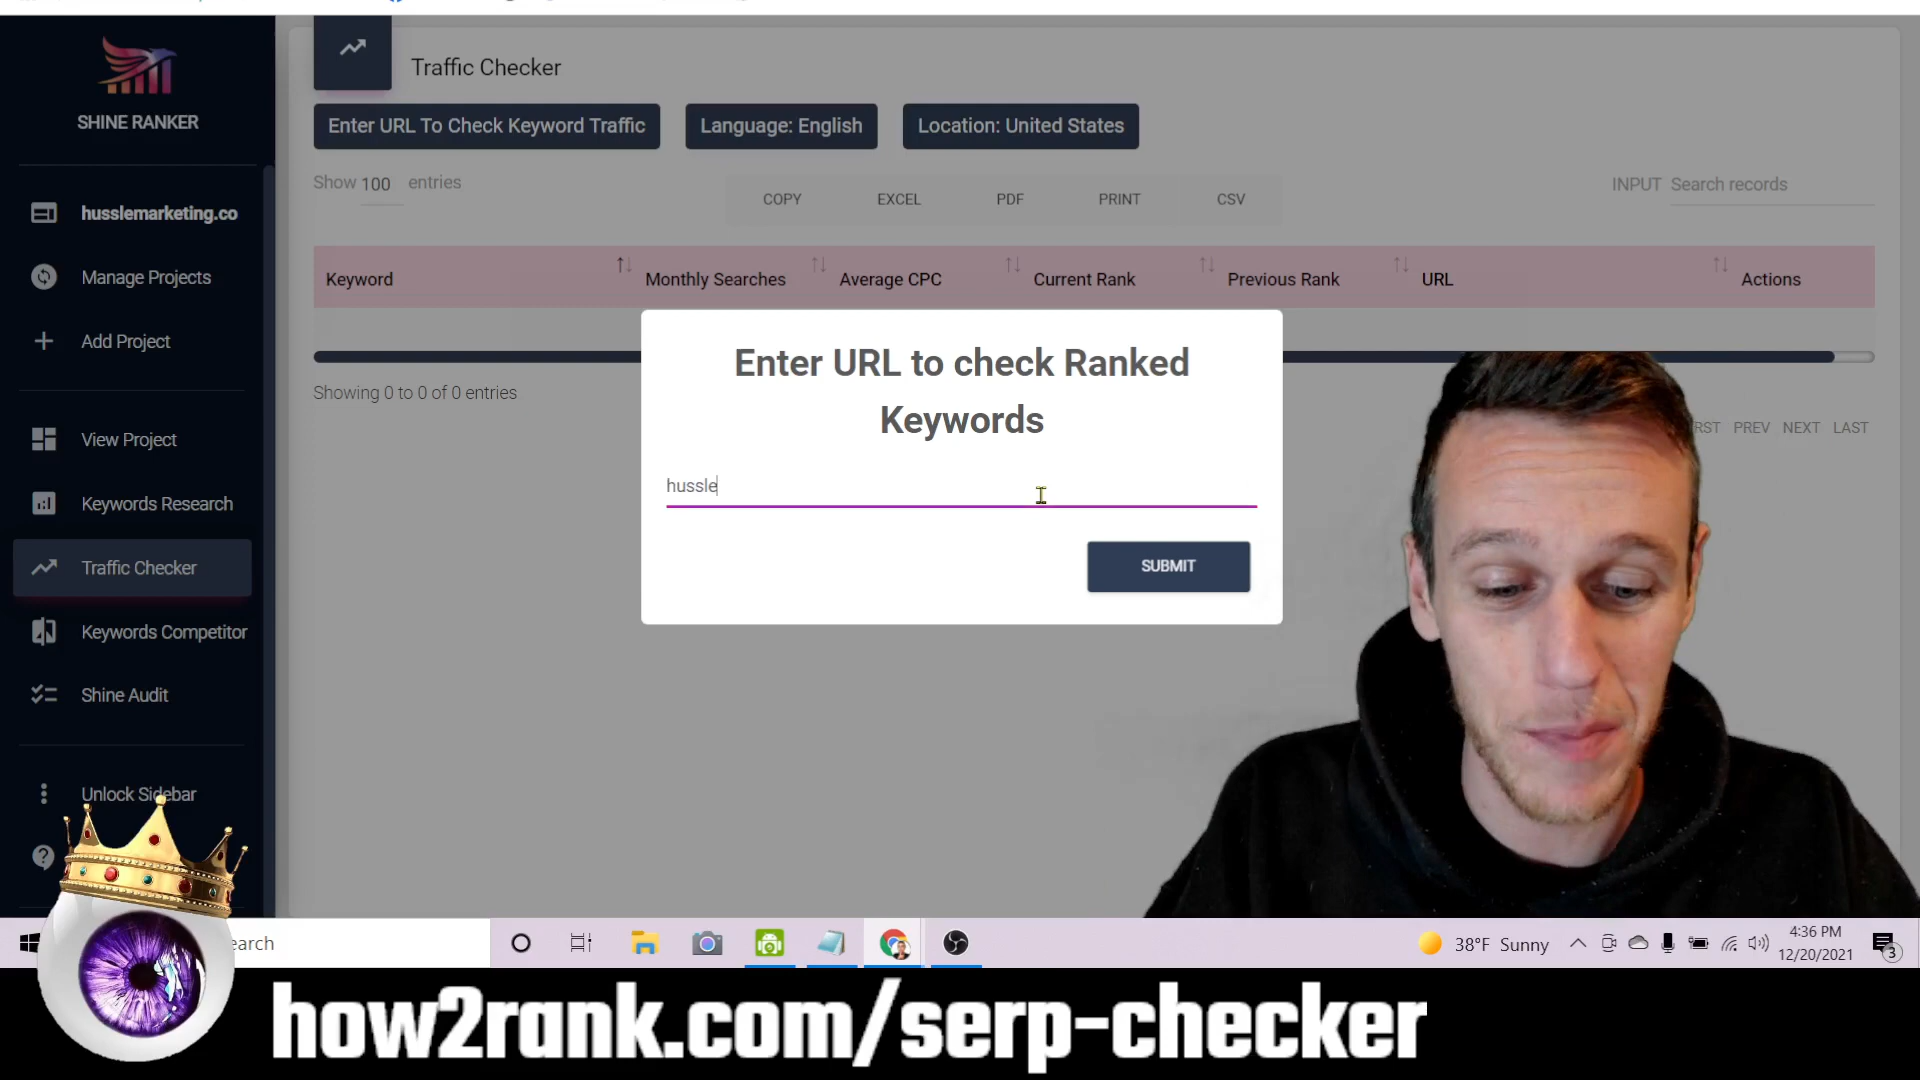 SHINE RANKER
husslemarketing.co
Manage Projects
Add Project
View Project
Keywords Research
Traffic Checker
Keywords Competitor
Shine Audit
Unlock Sidebar
Traffic Checker
Enter URL To Check Keyword Traffic
Language: English
Location: United States
Show 100 entries
COPY EXCEL PDF PRINT CSV
INPUT Search records
Keyword Monthly Searches Average CPC Current Rank Previous Rank URL Actions
Enter URL to check Ranked
Keywords
hussle
SUBMIT
Showing 0 to 0 of 0 entries
RST PREV NEXT LAST
earch
38°F Sunny
4:36 PM
12/20/2021
3
how2rank.com/serp-checker